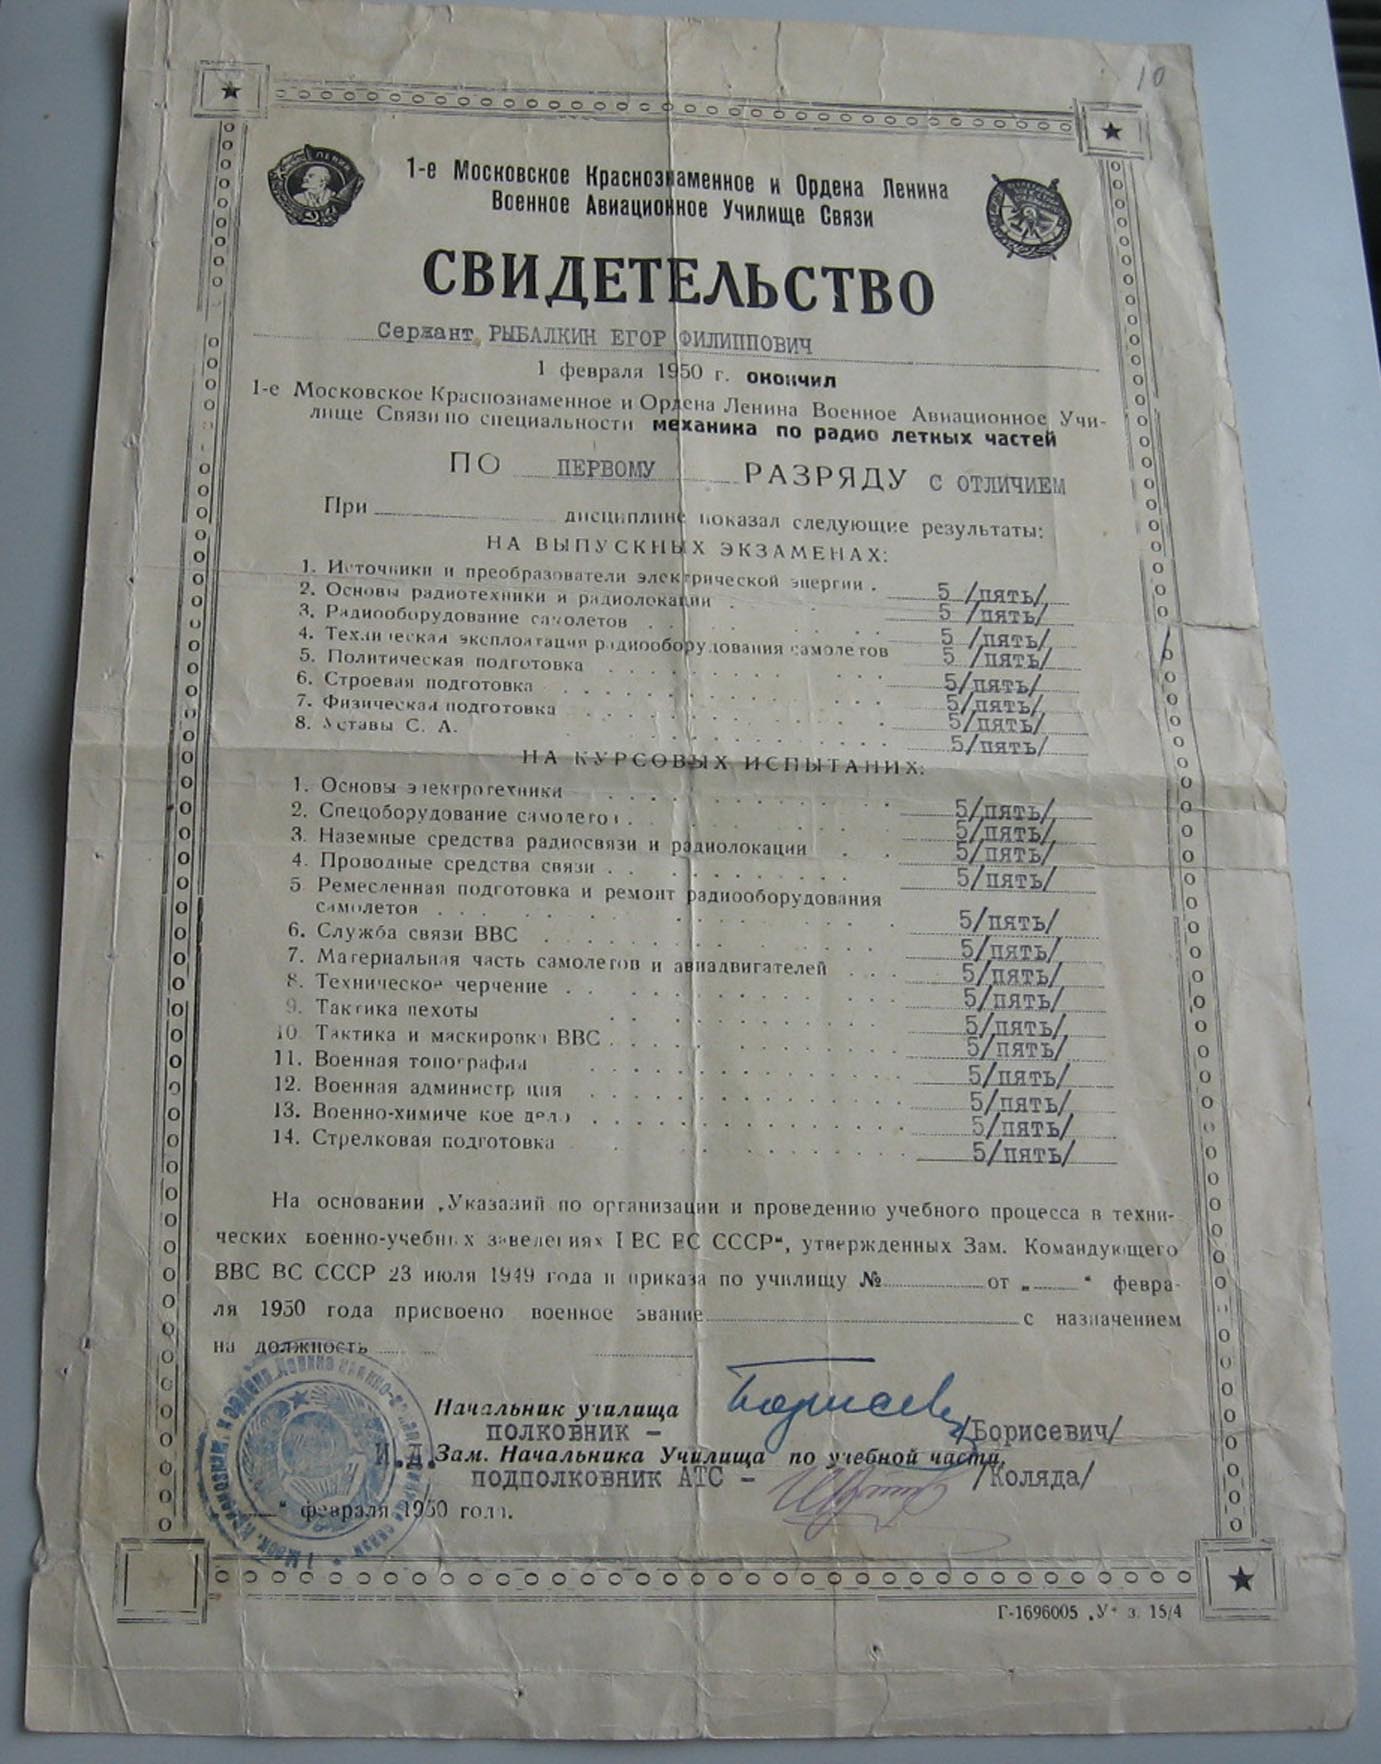 10
ЛЕНИН
1-е Московское Краснознаменное и Ордена Ленина
Военное Авиационное Училище Связи
СВИДЕТЕЛЬСТВО
Сержант РЫБАЛКИН ЕГОР ФИЛИППОВИЧ
1 февраля 1950 г. окончил
1-е Московское Краснознаменное и Ордена Ленина Военное Авиационное Учи-
лище Связи по специальности механика по радио летных частей
ПО ПЕРВОМУ РАЗРЯДУ С ОТЛИЧИЕМ
При дисциплине показал следующие результаты:
НА ВЫПУСКНЫХ ЭКЗАМЕНАХ:
1. Источники и преобразователи электрической энергии . 5 /пять/
2. Основы радиотехники и радиолокации 5 /пять/
3. Радиооборудование самолетов 5 /пять/
4. Техническая эксплоатация радиооборудования самолетов 5 /пять/
5. Политическая подготовка 5/пять/
6. Строевая подготовка 5/пять/
7. Физическая подготовка 5/пять/
8. Уставы С. А. 5/пять/
НА КУРСОВЫХ ИСПЫТАНИХ:
1. Основы электротехники 5/пять/
2. Спецоборудование самолетов 5/пять/
3. Наземные средства радиосвязи и радиолокации 5/пять/
4. Проводные средства связи 5/пять/
5 Ремесленная подготовка и ремонт радиооборудования
самолетов 5/пять/
6. Служба связи ВВС 5/пять/
7. Материальная часть самолетов и авиадвигателей 5/пять/
8. Техническое черчение 5/пять/
9. Тактика пехоты 5/пять/
10. Тактика и маскировка ВВС 5/пять/
11. Военная топография 5/пять/
12. Военная администрция 5/пять/
13. Военно-химиче кое дело 5/пять/
14. Стрелковая подготовка 5/пять/
На основании „Указаний по организации и проведению учебного процесса в техни-
ческих военно-учебных заведениях ВВС ВС СССР“, утвержденных Зам. Командующего
ВВС ВС СССР 23 июля 1949 года и приказа по училищу № от „ “ февра-
ля 1950 года присвоено военное звание с назначением
на должность
Начальник училища
ПОЛКОВНИК - /Борисевич/
И.Д. Зам. Начальника Училища по учебной части
ПОДПОЛКОВНИК АТС - /Коляда/
“ февраля 1950 года.
Г-1696005 „У“ з. 15/4